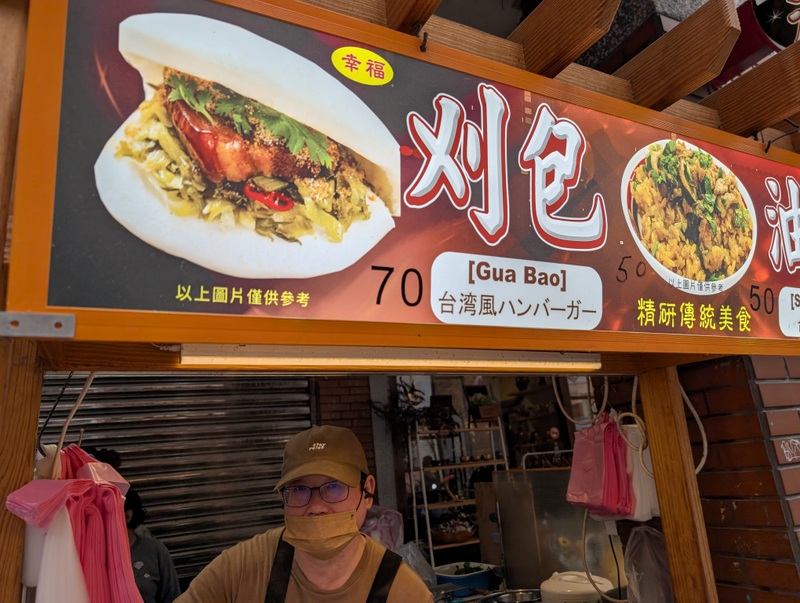 幸福
刈包
70
[Gua Bao]
台湾風ハンバーガー
以上圖片僅供參考
50
以上圖片僅供參考
精研傳統美食
50
油
[S